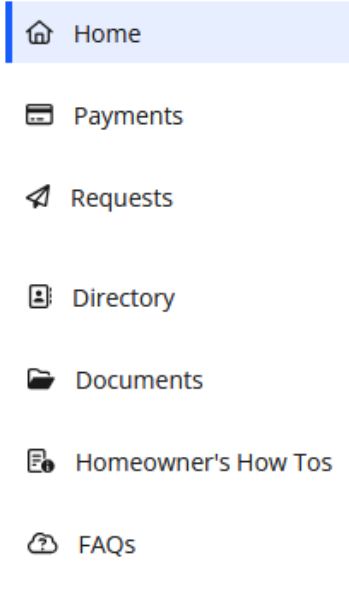 Home
Payments
Requests
Directory
Documents
Homeowner's How Tos
FAQs